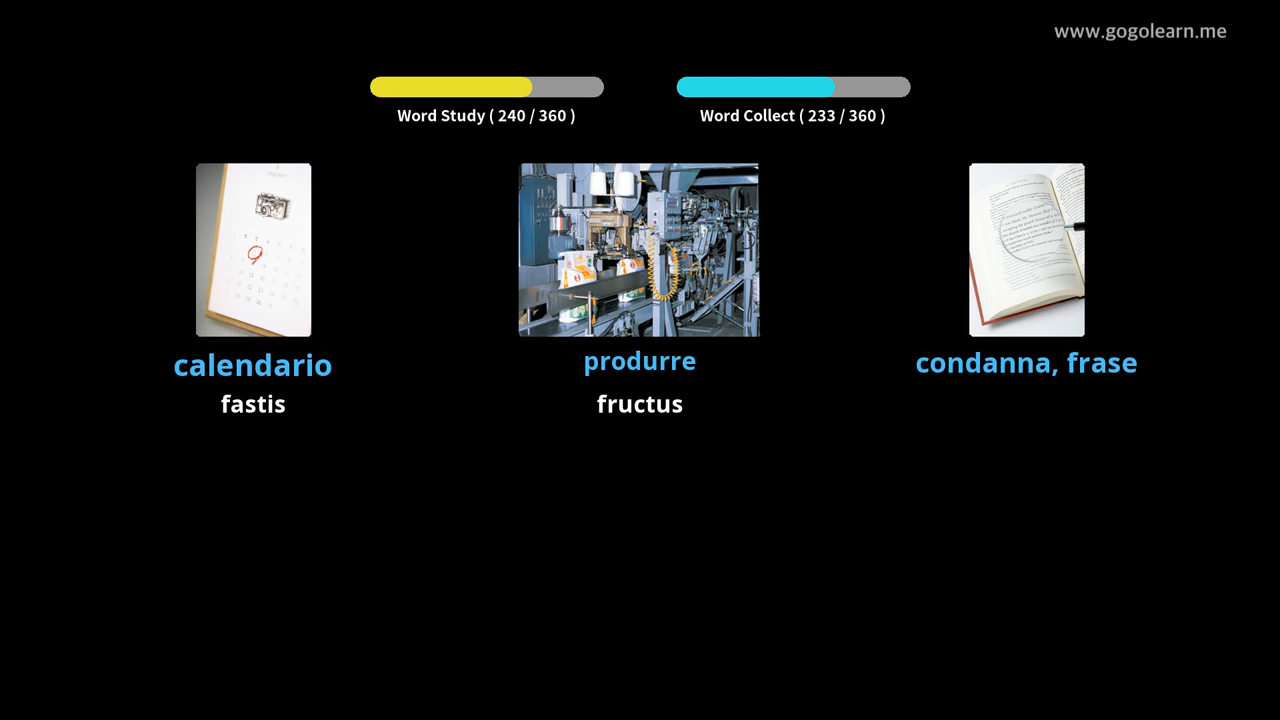 www.gogolearn.me
Word Study ( 240 / 360 )
Word Collect ( 233 / 360 )
calendario
produrre
condanna, frase
fastis
fructus